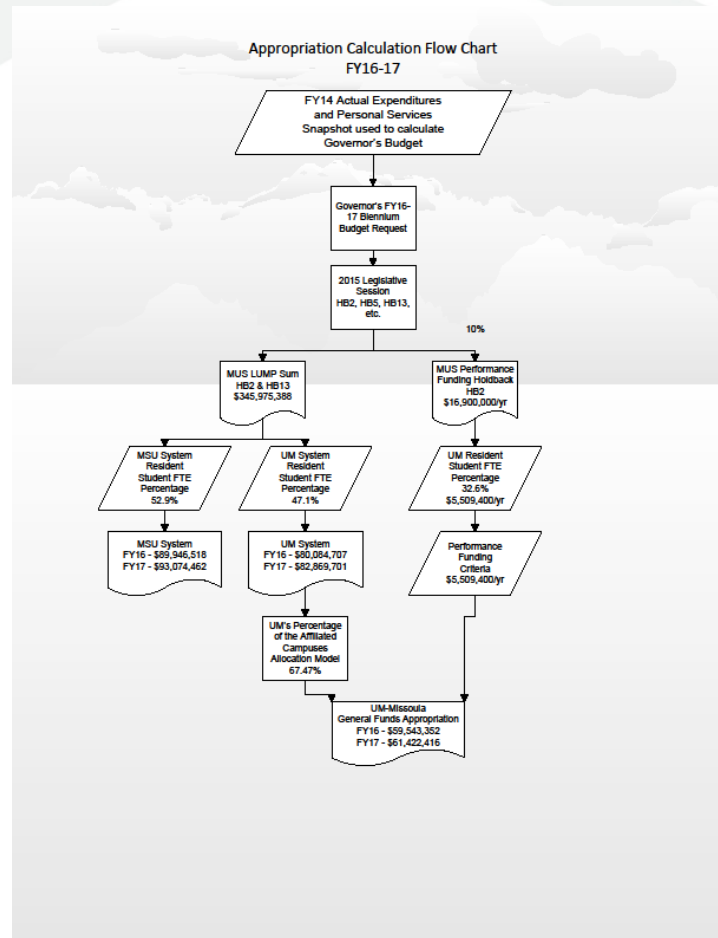 Appropriation Calculation Flow Chart
FY16-17
FY14 Actual Expenditures
and Personal Services
Snapshot used to calculate
Governor's Budget
Governor's FY16-
17 Biennium
Budget Request
2015 Legislative
Session
HB2, HB5, HB13,
etc.
10%
MUS LUMP Sum
HB2 & HB13
$345,975,388
MUS Performance
Funding Holdback
HB2
$16,900,000/yr
MSU System
Resident
Student FTE
Percentage
52.9%
UM System
Resident
Student FTE
Percentage
47.1%
UM Resident
Student FTE
Percentage
32.6%
$5,509,400/yr
MSU System
FY16 - $89,946,518
FY17 - $93,074,462
UM System
FY16 - $80,084,707
FY17 - $82,869,701
Performance
Funding
Criteria
$5,509,400/yr
UM's Percentage
of the Affiliated
Campuses
Allocation Model
67.47%
UM-Missoula
General Funds Appropriation
FY16 - $59,543,352
FY17 - $61,422,416